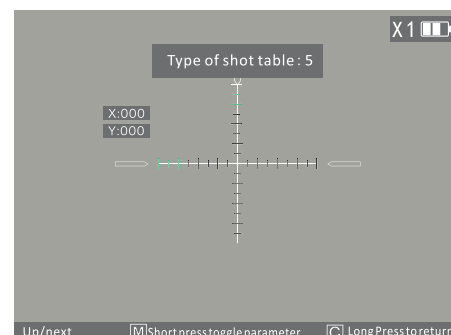 X1
Type of shot table: 5
X:000
Y:000
Up/next M Short press toggle parameter C Long Press to return